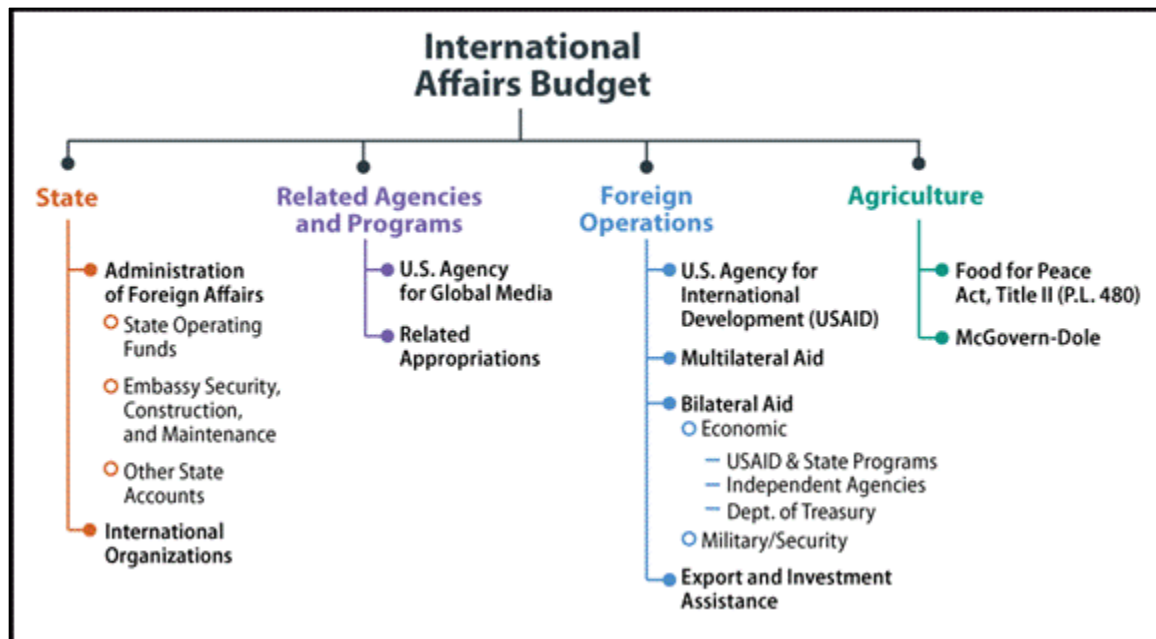 International
Affairs Budget
State
Administration
of Foreign Affairs
State Operating
Funds
Embassy Security,
Construction,
and Maintenance
Other State
Accounts
International
Organizations
Related Agencies
and Programs
U.S. Agency
for Global Media
Related
Appropriations
Foreign
Operations
U.S. Agency for
International
Development (USAID)
Multilateral Aid
Bilateral Aid
Economic
– USAID & State Programs
– Independent Agencies
– Dept. of Treasury
Military/Security
Export and Investment
Assistance
Agriculture
Food for Peace
Act, Title II (P.L. 480)
McGovern-Dole